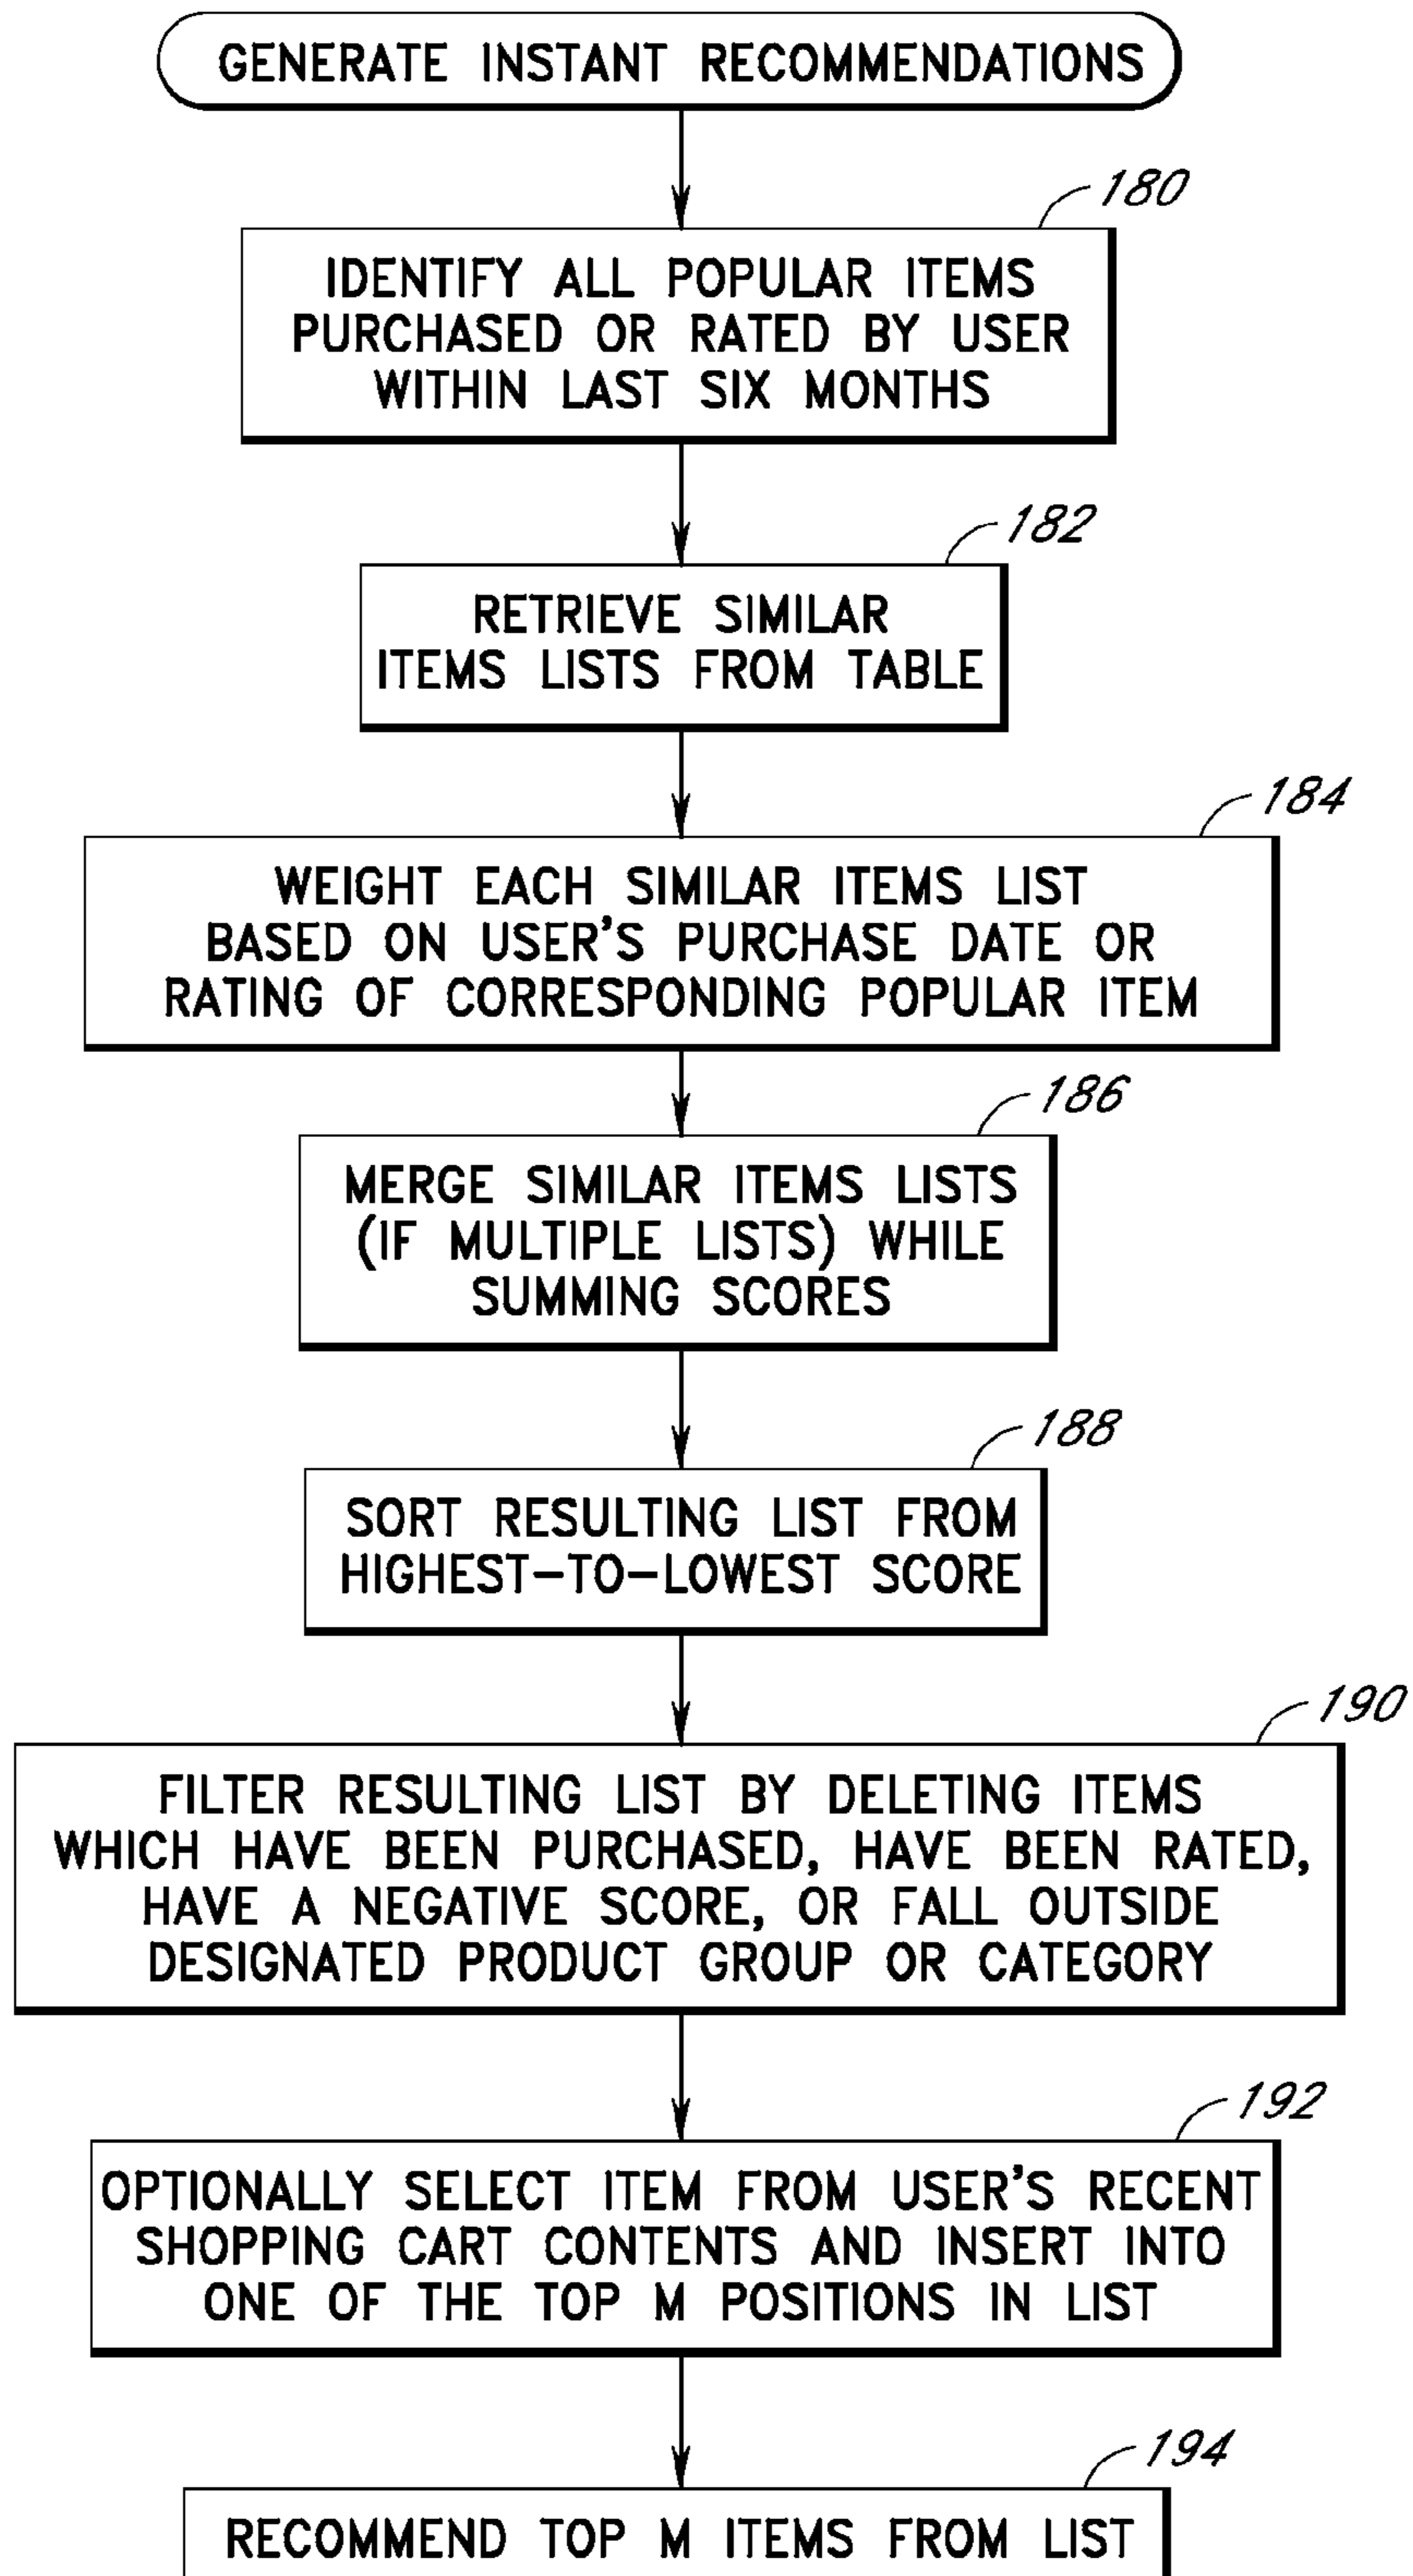 GENERATE INSTANT RECOMMENDATIONS
180
IDENTIFY ALL POPULAR ITEMS
PURCHASED OR RATED BY USER
WITHIN LAST SIX MONTHS
182
RETRIEVE SIMILAR
ITEMS LISTS FROM TABLE
184
WEIGHT EACH SIMILAR ITEMS LIST
BASED ON USER'S PURCHASE DATE OR
RATING OF CORRESPONDING POPULAR ITEM
186
MERGE SIMILAR ITEMS LISTS
(IF MULTIPLE LISTS) WHILE
SUMMING SCORES
188
SORT RESULTING LIST FROM
HIGHEST-TO-LOWEST SCORE
190
FILTER RESULTING LIST BY DELETING ITEMS
WHICH HAVE BEEN PURCHASED, HAVE BEEN RATED,
HAVE A NEGATIVE SCORE, OR FALL OUTSIDE
DESIGNATED PRODUCT GROUP OR CATEGORY
192
OPTIONALLY SELECT ITEM FROM USER'S RECENT
SHOPPING CART CONTENTS AND INSERT INTO
ONE OF THE TOP M POSITIONS IN LIST
194
RECOMMEND TOP M ITEMS FROM LIST